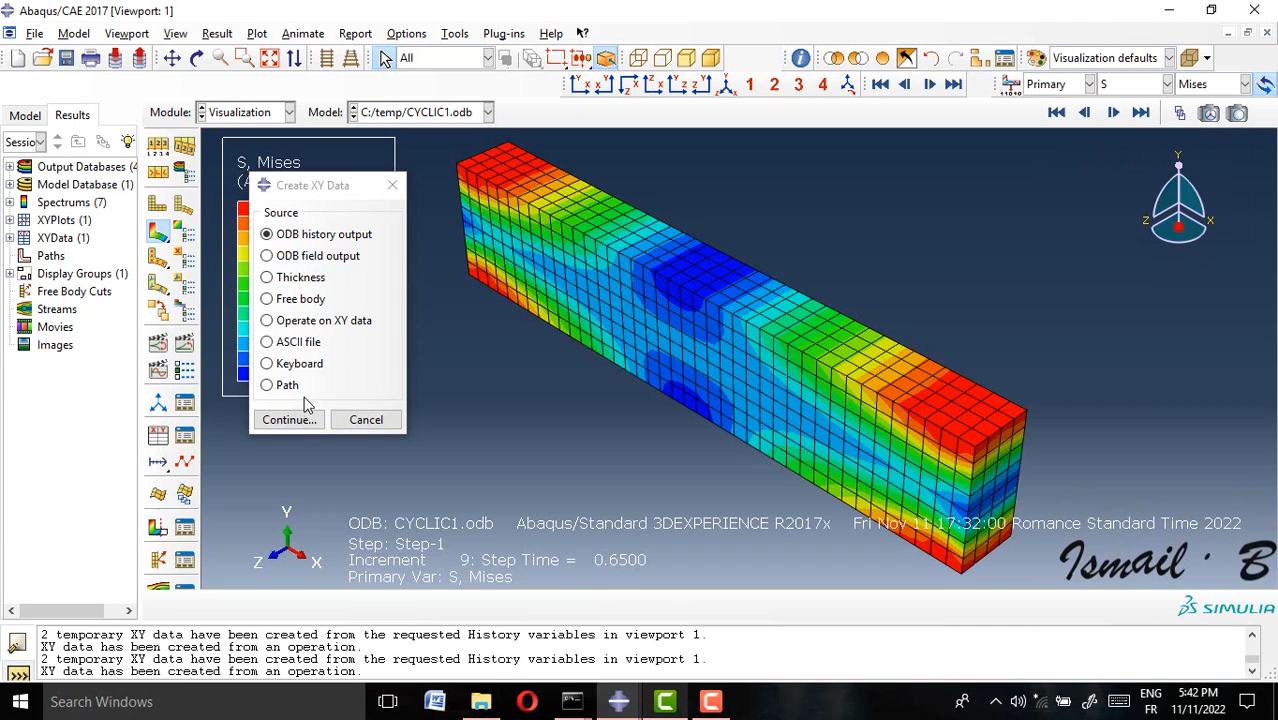 Abaqus/CAE 2017 [Viewport: 1]
File Model Viewport View Result Plot Animate Report Options Tools Plug-ins Help
All
Visualization defaults
1 2 3 4
Primary S Mises
Model Results
Module: Visualization Model: C:/temp/CYCLIC1.odb
Sessio
Output Databases (4
Model Database (1)
Spectrums (7)
XYPlots (1)
XYData (1)
Paths
Display Groups (1)
Free Body Cuts
Streams
Movies
Images
S, Mises
(A
Create XY Data
Source
ODB history output
ODB field output
Thickness
Free body
Operate on XY data
ASCII file
Keyboard
Path
Continue... Cancel
Y
Z X
Y
Z X
ODB: CYCLIC1.odb Abaqus/Standard 3DEXPERIENCE R2017x Fri Nov 11 17:32:00 Romance Standard Time 2022
Step: Step-1
Increment 9: Step Time = 0.6500
Primary Var: S, Mises
Ismail · B
SIMULIA
2 temporary XY data have been created from the requested History variables in viewport 1.
XY data has been created from an operation.
2 temporary XY data have been created from the requested History variables in viewport 1.
XY data has been created from an operation.
>>>
Search Windows
ENG
FR
5:42 PM
11/11/2022